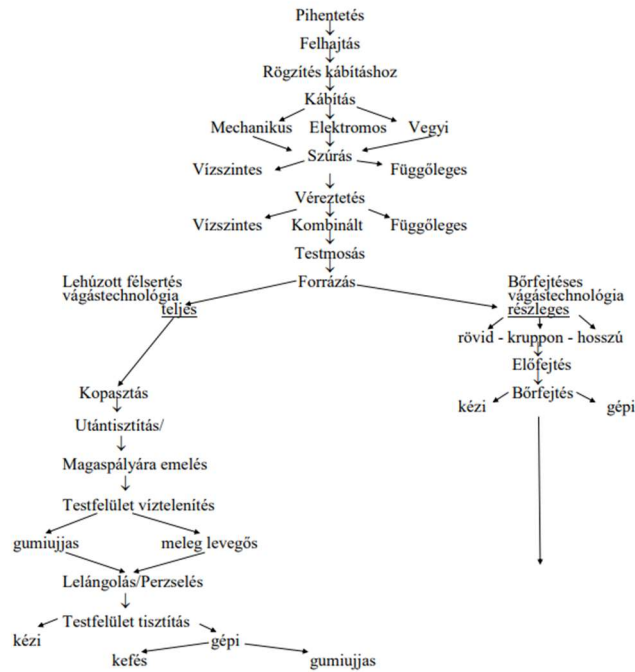 Pihentetés
Felhajtás
Rögzítés kábításhoz
Kábítás
Mechanikus Elektromos Vegyi
Szúrás
Vízszintes Függőleges
Véreztetés
Vízszintes Kombinált Függőleges
Testmosás
Forrázás
Lehúzott félsertés
vágástechnológia
teljes
Bőrfejtéses
vágástechnológia
részleges
rövid - kruppon - hosszú
Előfejtés
Bőrfejtés
kézi gépi
Kopasztás
Utántisztítás/
Magaspályára emelés
Testfelület víztelenítés
gumiujjas meleg levegős
Lelángolás/Perzselés
Testfelület tisztítás
kézi gépi
kefés gumiujjas